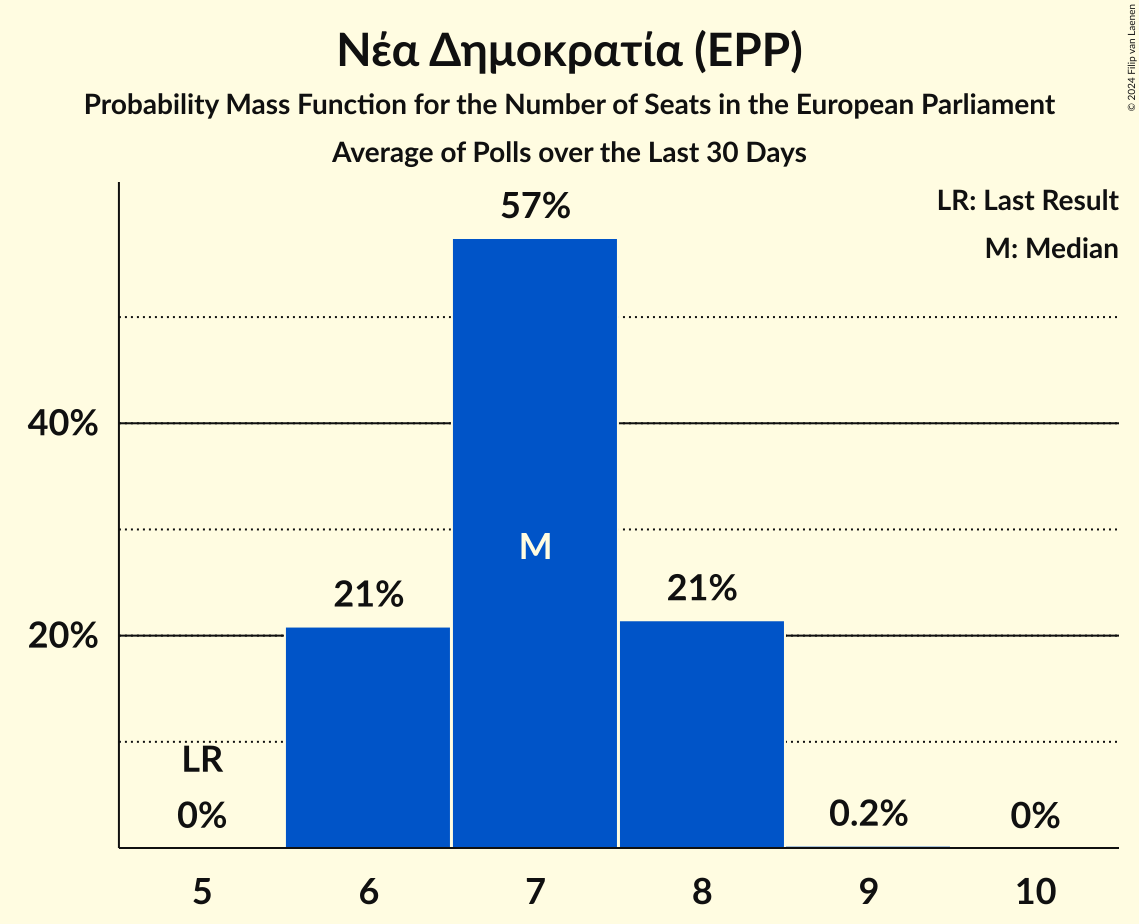 Νέα Δημοκρατία (EPP)
Probability Mass Function for the Number of Seats in the European Parliament
Average of Polls over the Last 30 Days
© 2024 Filip van Laenen
LR: Last Result
M: Median
57%
40%
M
21%
21%
20%
LR
0%
0.2%
0%
5 6 7 8 9 10